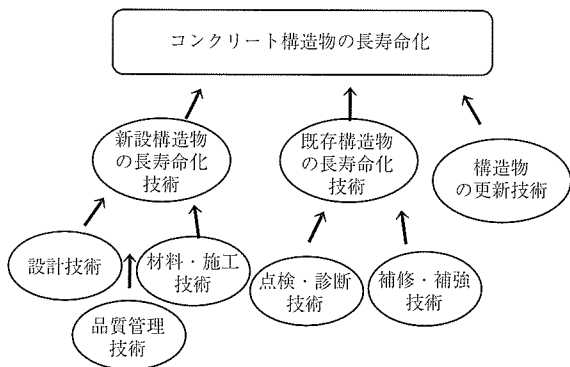 コンクリート構造物の長寿命化
新設構造物
の長寿命化
技術
既存構造物
の長寿命化
技術
構造物
の更新技術
設計技術
材料・施工
技術
品質管理
技術
点検・診断
技術
補修・補強
技術